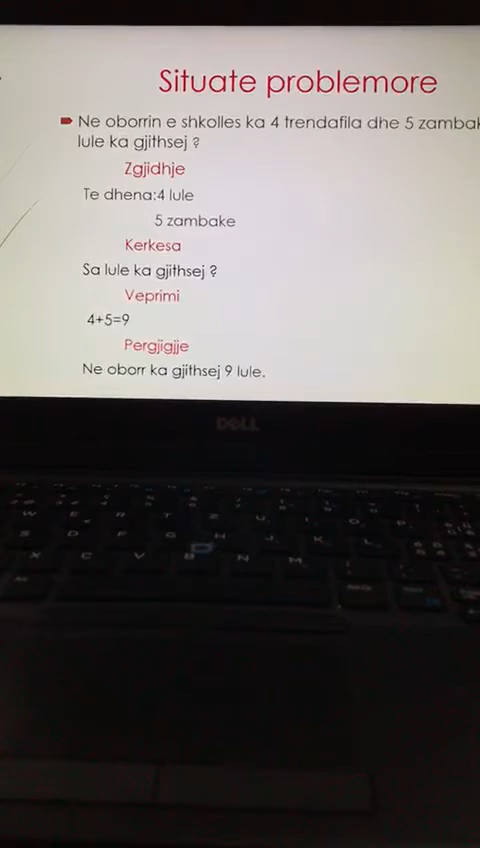 Situate problemore
Ne oborrin e shkolles ka 4 trendafila dhe 5 zambak
lule ka gjithsej ?
Zgjidhje
Te dhena:4 lule
5 zambake
Kerkesa
Sa lule ka gjithsej ?
Veprimi
4+5=9
Pergjigjje
Ne oborr ka gjithsej 9 lule.
DELL
W E R T Z U I O P
S D F G H J K L
X C V B N M